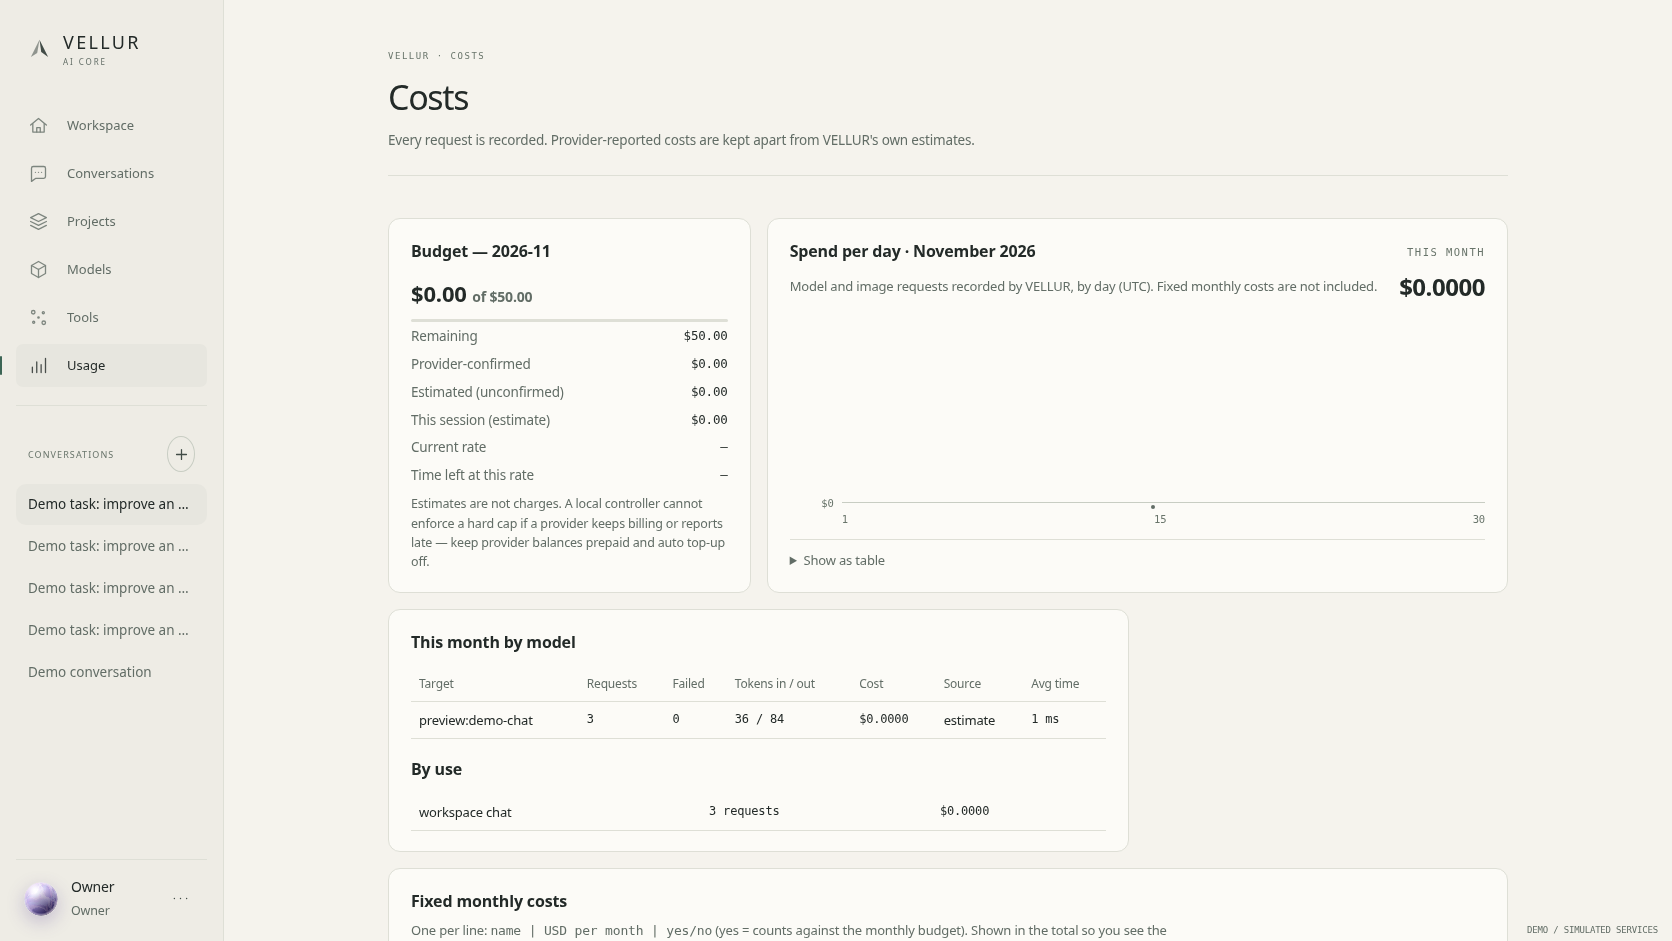 VELLUR
AI CORE
Workspace
Conversations
Projects
Models
Tools
Usage
CONVERSATIONS
+
Demo task: improve an ...
Demo task: improve an ...
Demo task: improve an ...
Demo task: improve an ...
Demo conversation
Owner
Owner
...
VELLUR · COSTS
Costs
Every request is recorded. Provider-reported costs are kept apart from VELLUR's own estimates.
Budget — 2026-11
$0.00 of $50.00
Remaining $50.00
Provider-confirmed $0.00
Estimated (unconfirmed) $0.00
This session (estimate) $0.00
Current rate —
Time left at this rate —
Estimates are not charges. A local controller cannot
enforce a hard cap if a provider keeps billing or reports
late — keep provider balances prepaid and auto top-up
off.
Spend per day · November 2026
THIS MONTH
Model and image requests recorded by VELLUR, by day (UTC). Fixed monthly costs are not included.
$0.0000
$0
1 15 30
▶ Show as table
This month by model
Target Requests Failed Tokens in / out Cost Source Avg time
preview:demo-chat 3 0 36 / 84 $0.0000 estimate 1 ms
By use
workspace chat 3 requests $0.0000
Fixed monthly costs
One per line: name | USD per month | yes/no (yes = counts against the monthly budget). Shown in the total so you see the
DEMO / SIMULATED SERVICES